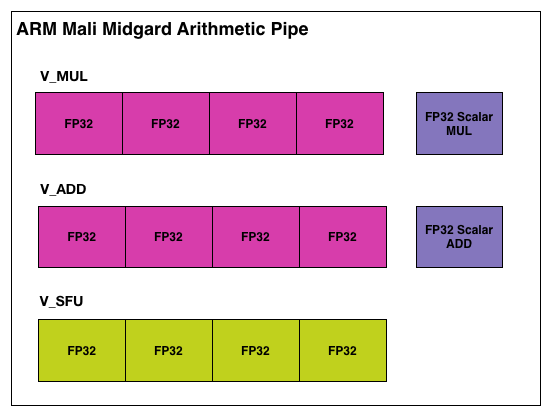 ARM Mali Midgard Arithmetic Pipe
V_MUL
FP32 FP32 FP32 FP32
FP32 Scalar
MUL
V_ADD
FP32 FP32 FP32 FP32
FP32 Scalar
ADD
V_SFU
FP32 FP32 FP32 FP32